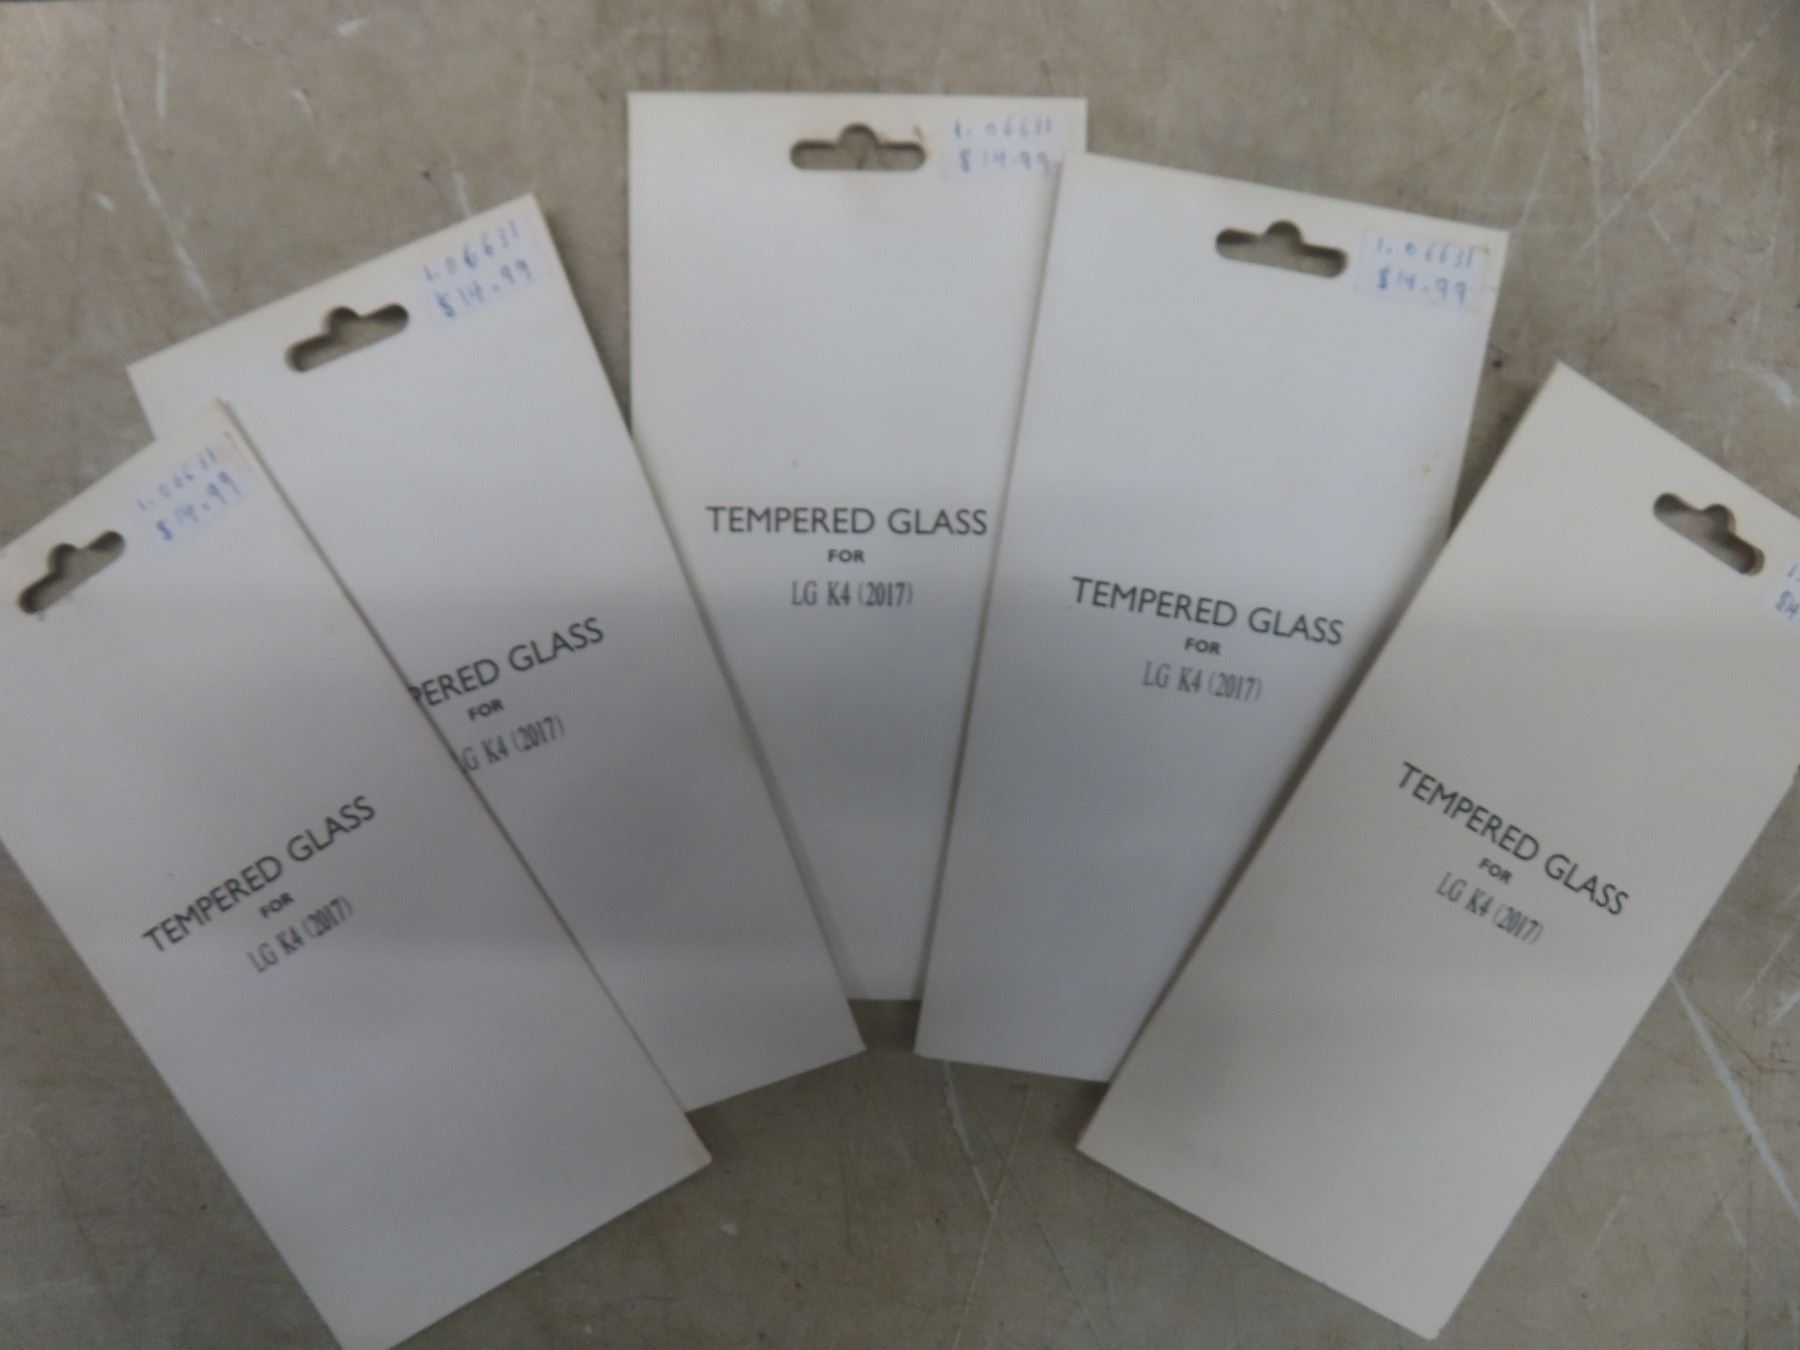 1.06631
$14.99
TEMPERED GLASS
FOR
LG K4 (2017)
1.06631
$14.99
PERED GLASS
FOR
G K4 (2017)
1.06631
$14.99
TEMPERED GLASS
FOR
LG K4 (2017)
1.06631
$14.99
TEMPERED GLASS
FOR
LG K4 (2017)
1.
$14
TEMPERED GLASS
FOR
LG K4 (2017)